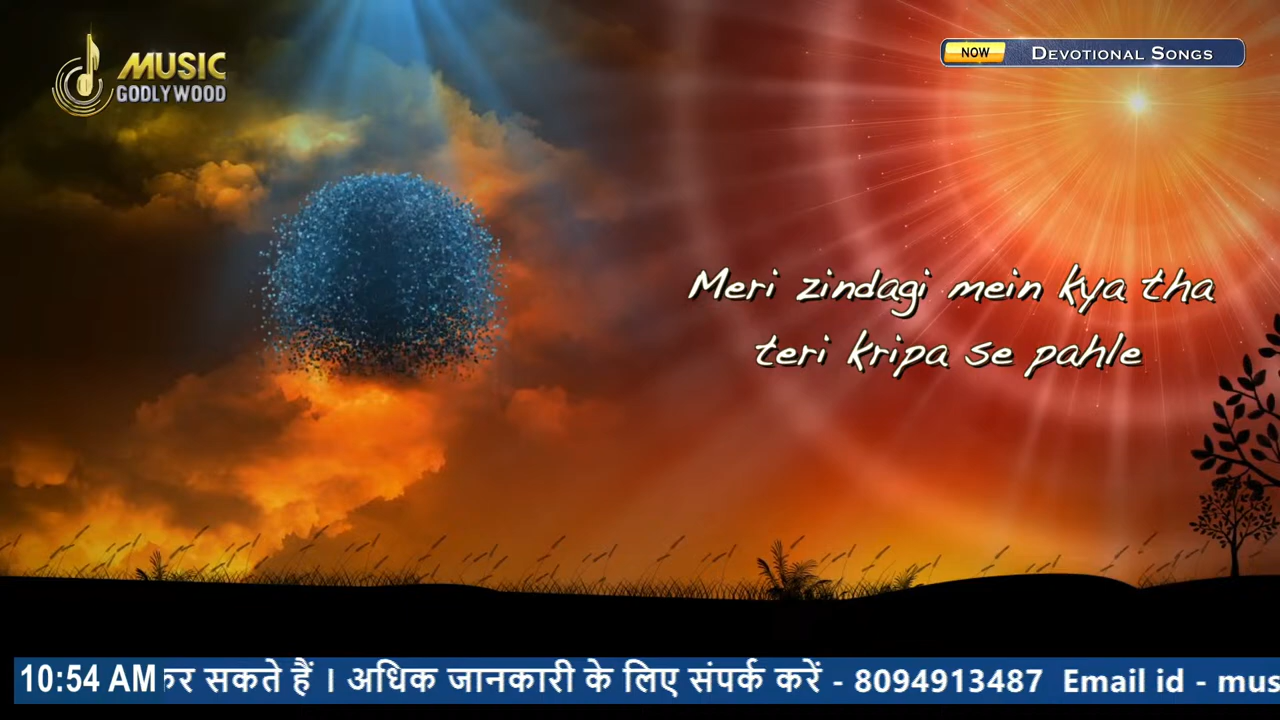 MUSIC
GODLYWOOD
NOW DEVOTIONAL SONGS
Meri zindagi mein kya tha
teri kripa se pahle
10:54 AM कर सकते हैं । अधिक जानकारी के लिए संपर्क करें - 8094913487 Email id - mus